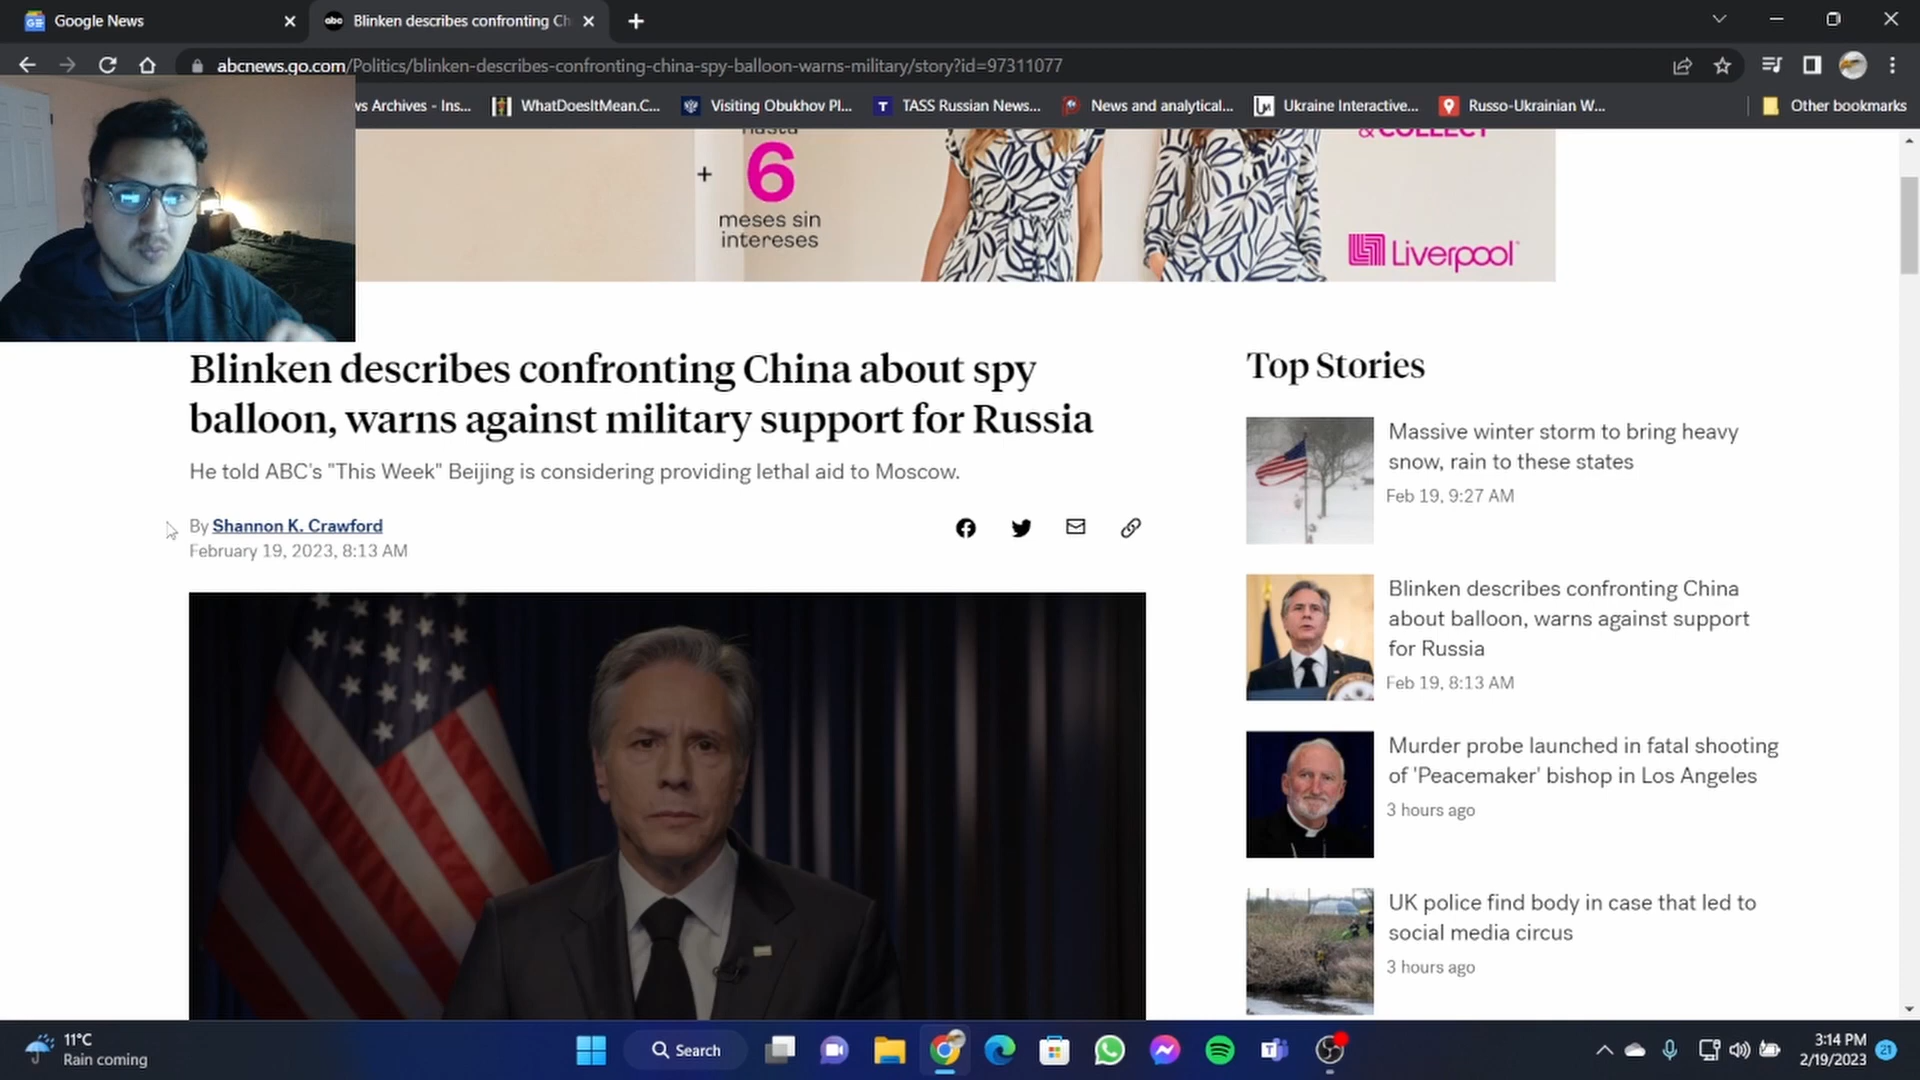 Google News
abc
Blinken describes confronting Ch
abcnews.go.com/Politics/blinken-describes-confronting-china-spy-balloon-warns-military/story?id=97311077
ws Archives - Ins...
WhatDoesItMean.C...
Visiting Obukhov Pl...
T
TASS Russian News...
News and analytical...
Ukraine Interactive...
Russo-Ukrainian W...
Other bookmarks
hasta
+
6
meses sin
intereses
& COLLECT
Liverpool
Blinken describes confronting China about spy
balloon, warns against military support for Russia
He told ABC's "This Week" Beijing is considering providing lethal aid to Moscow.
By Shannon K. Crawford
February 19, 2023, 8:13 AM
Top Stories
Massive winter storm to bring heavy
snow, rain to these states
Feb 19, 9:27 AM
Blinken describes confronting China
about balloon, warns against support
for Russia
Feb 19, 8:13 AM
Murder probe launched in fatal shooting
of 'Peacemaker' bishop in Los Angeles
3 hours ago
UK police find body in case that led to
social media circus
3 hours ago
11°C
Rain coming
Search
3:14 PM
2/19/2023
21